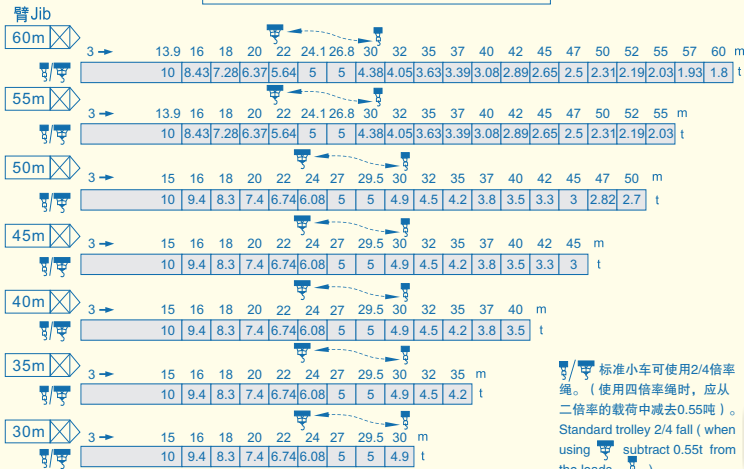 臂Jib
60m
3 13.9 16 18 20 22 24.1 26.8 30 32 35 37 40 42 45 47 50 52 55 57 60 m
10 8.43 7.28 6.37 5.64 5 5 4.38 4.05 3.63 3.39 3.08 2.89 2.65 2.5 2.31 2.19 2.03 1.93 1.8 t
55m
3 13.9 16 18 20 22 24.1 26.8 30 32 35 37 40 42 45 47 50 52 55 m
10 8.43 7.28 6.37 5.64 5 5 4.38 4.05 3.63 3.39 3.08 2.89 2.65 2.5 2.31 2.19 2.03 t
50m
3 15 16 18 20 22 24 27 29.5 30 32 35 37 40 42 45 47 50 m
10 9.4 8.3 7.4 6.74 6.08 5 5 4.9 4.5 4.2 3.8 3.5 3.3 3 2.82 2.7 t
45m
3 15 16 18 20 22 24 27 29.5 30 32 35 37 40 42 45 m
10 9.4 8.3 7.4 6.74 6.08 5 5 4.9 4.5 4.2 3.8 3.5 3.3 3 t
40m
3 15 16 18 20 22 24 27 29.5 30 32 35 37 40 m
10 9.4 8.3 7.4 6.74 6.08 5 5 4.9 4.5 4.2 3.8 3.5 t
35m
3 15 16 18 20 22 24 27 29.5 30 32 35 m
10 9.4 8.3 7.4 6.74 6.08 5 5 4.9 4.5 4.2 t
30m
3 15 16 18 20 22 24 27 29.5 30 m
10 9.4 8.3 7.4 6.74 6.08 5 5 4.9 t
标准小车可使用2/4倍率
绳。（使用四倍率绳时，应从
二倍率的载荷中减去0.55吨）。
Standard trolley 2/4 fall ( when
using subtract 0.55t from
the loads )